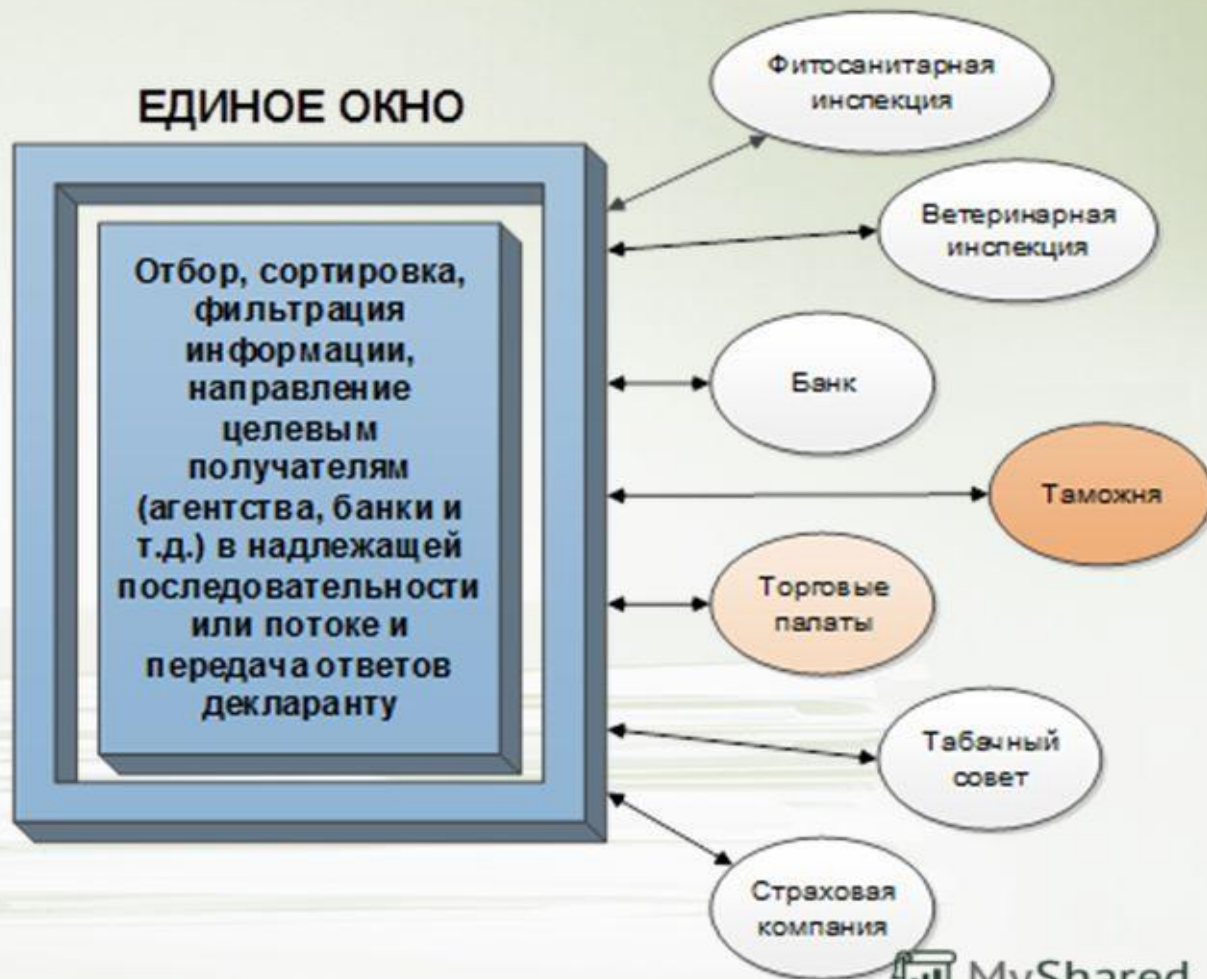 ЕДИНОЕ ОКНО
Отбор, сортировка,
фильтрация
информации,
направление
целевым
получателям
(агентства, банки и
т.д.) в надлежащей
последовательности
или потоке и
передача ответов
декларанту
Фитосанитарная
инспекция
Ветеринарная
инспекция
Банк
Таможня
Торговые
палаты
Табачный
совет
Страховая
компания
MyShared